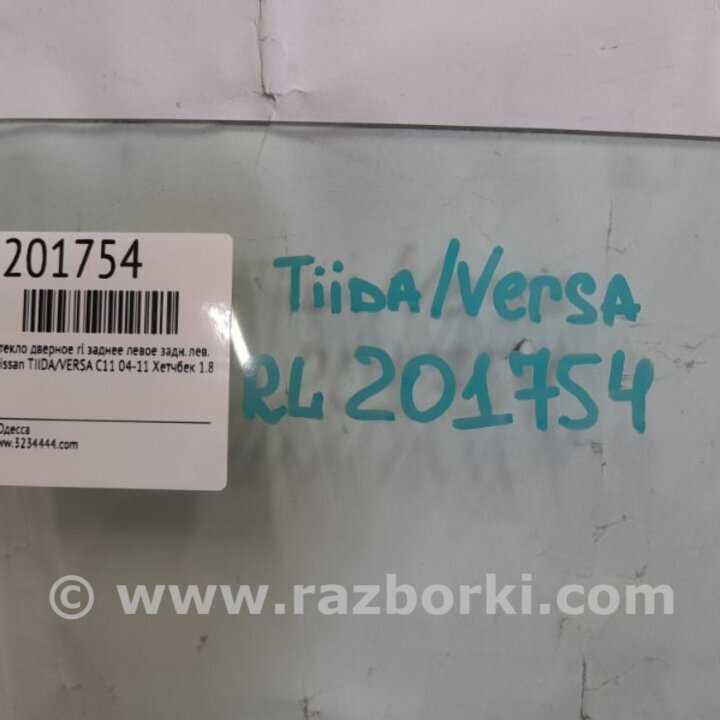 201754
текло дверное rl заднее левое задн. лев.
issan TIIDA/VERSA C11 04-11 Хетчбек 1.8
Одесса
ww.3234444.com
TiiDA/VersA
RL 201754
© www.razborki.com